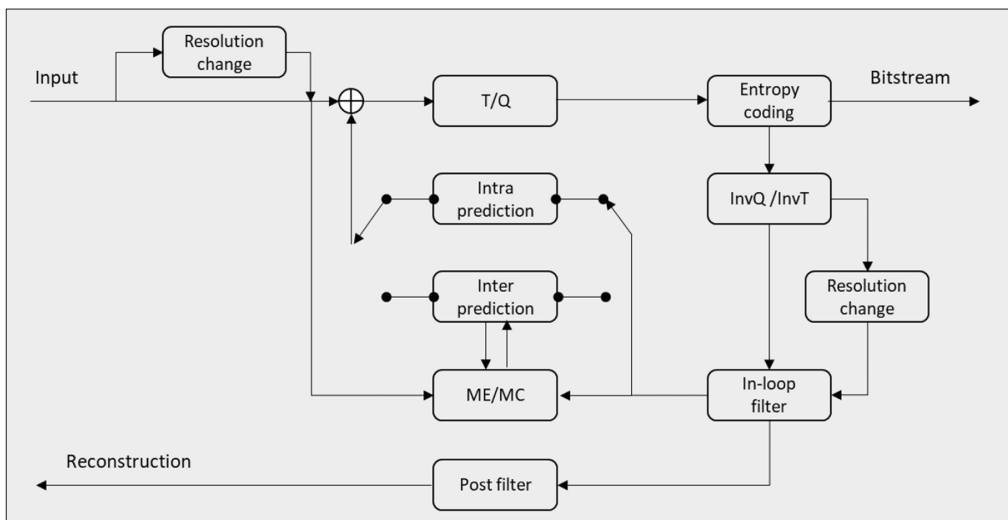 Resolution
change
Input
T/Q
Entropy
coding
Bitstream
Intra
prediction
InvQ /InvT
Inter
prediction
Resolution
change
ME/MC
In-loop
filter
Reconstruction
Post filter